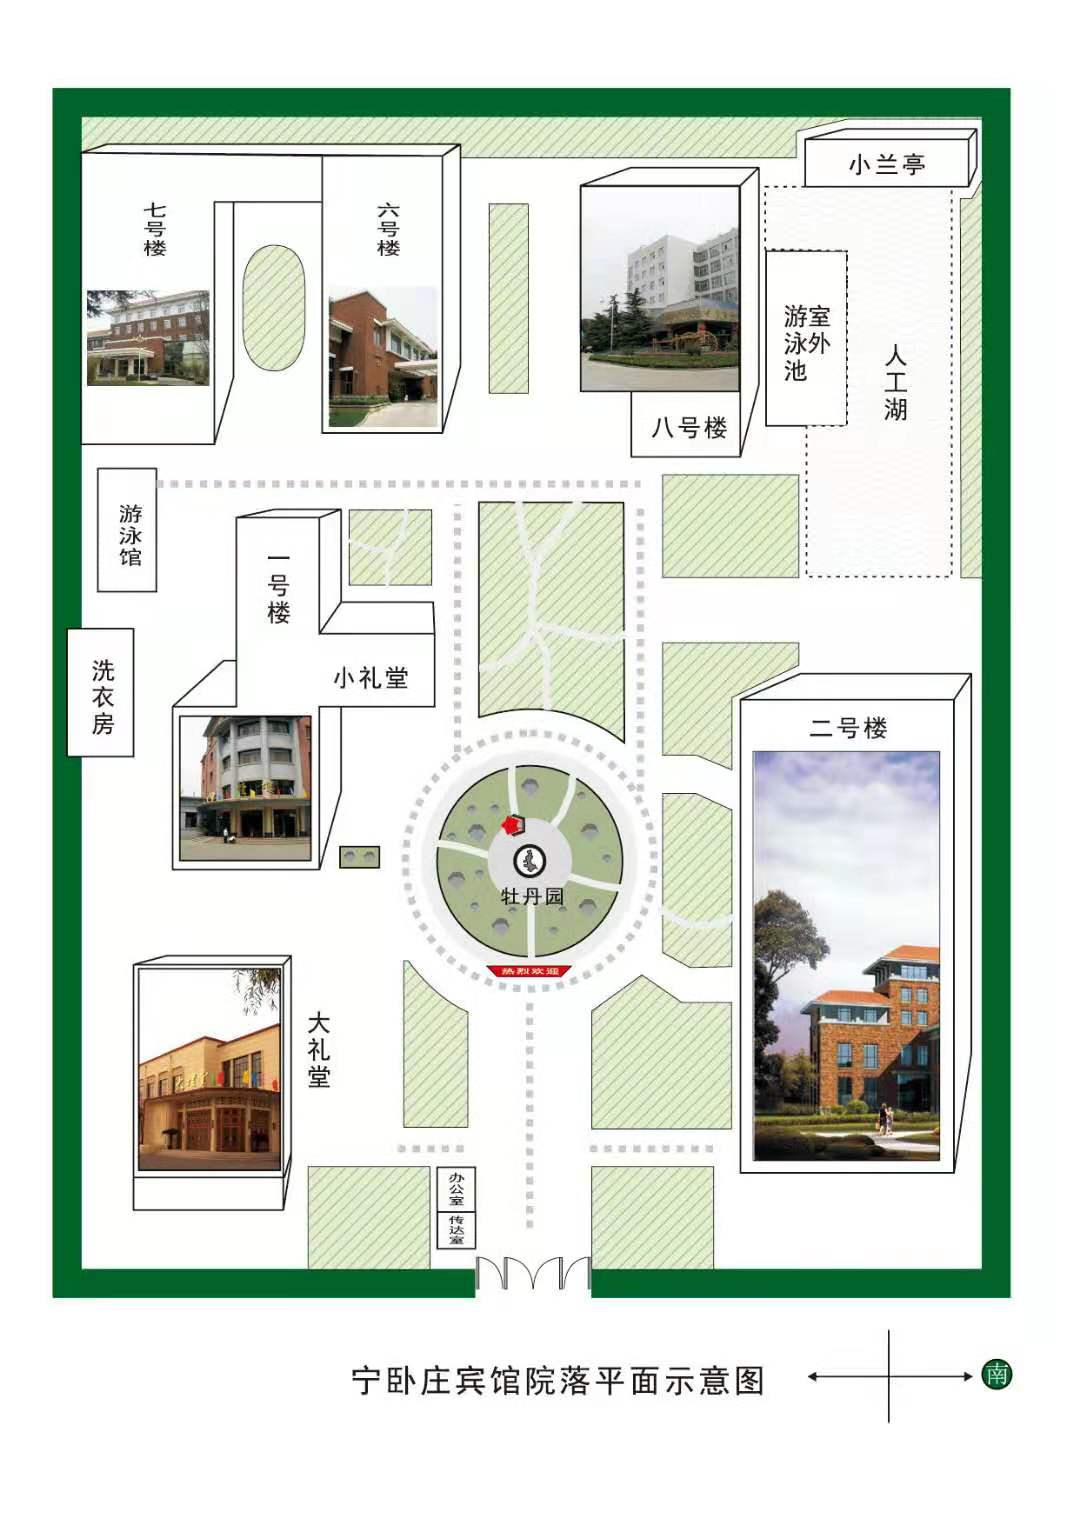 小兰亭
七号楼
六号楼
室外
游泳池
人工湖
八号楼
游泳馆
一号楼
小礼堂
洗衣房
二号楼
牡丹园
热烈欢迎
大礼堂
办公室
传达室
宁卧庄宾馆院落平面示意图
南